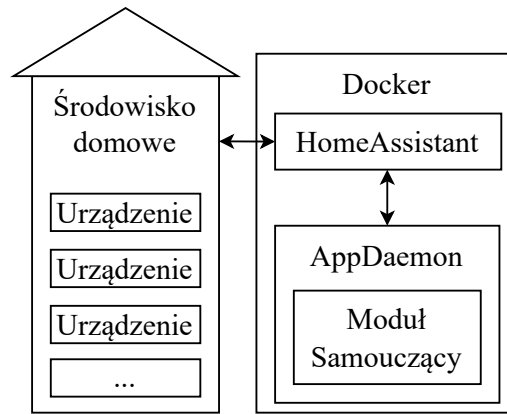 Środowisko
domowe
Urządzenie
Urządzenie
Urządzenie
...
Docker
HomeAssistant
AppDaemon
Moduł
Samouczący